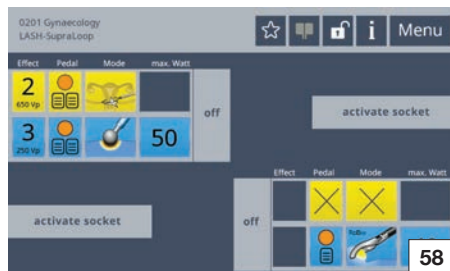 0201 Gynaecology
LASH-SupraLoop
i Menu
Effect Pedal Mode max. Watt
2
650 Vp
off
3
250 Vp
50
activate socket
Effect Pedal Mode max. Watt
activate socket
off
58